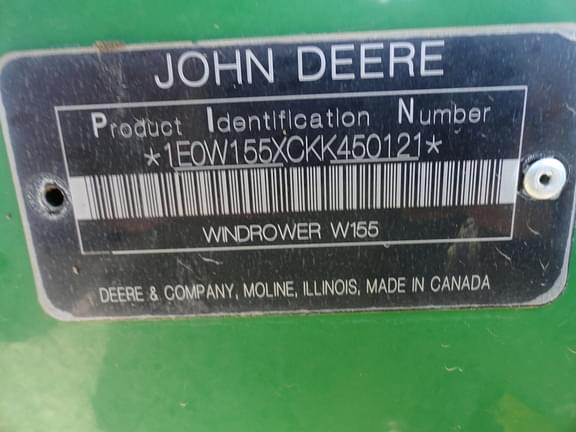 JOHN DEERE
Product Identification Number
*1E0W155XCKK450121*
WINDROWER W155
DEERE & COMPANY, MOLINE, ILLINOIS, MADE IN CANADA